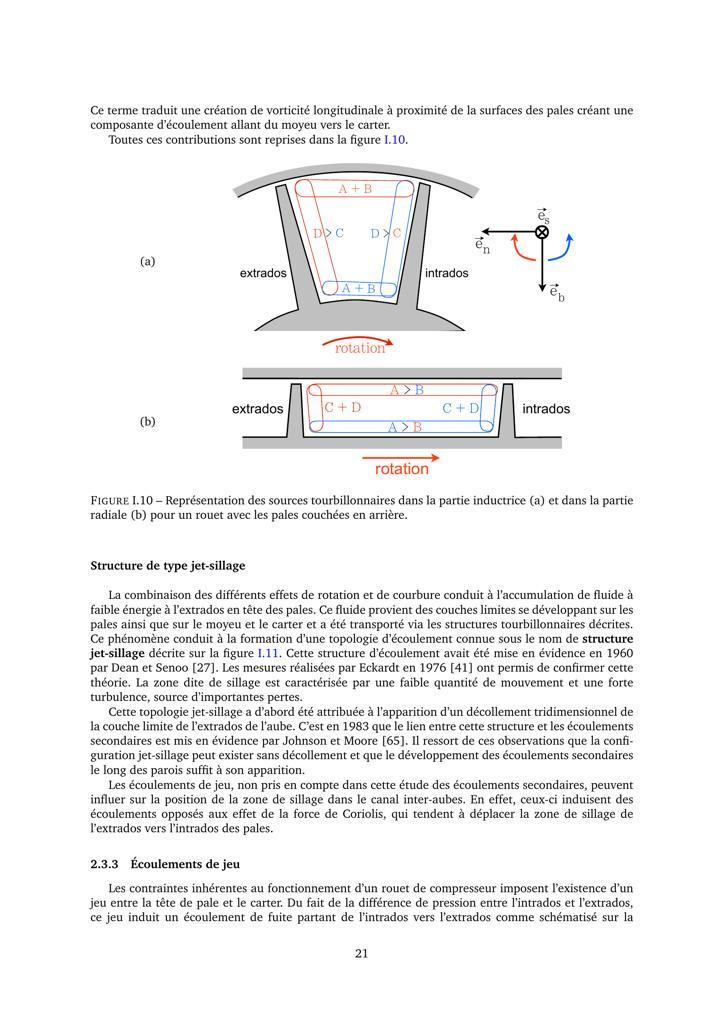 Ce terme traduit une création de vorticité longitudinale à proximité de la surfaces des pales créant une
composante d'écoulement allant du moyeu vers le carter.
Toutes ces contributions sont reprises dans la figure I.10.
A + B
D > C D > C
A + B
extrados
intrados
e_s
e_n
e_b
(a)
rotation
A > B
extrados
C + D C + D
intrados
A > B
(b)
rotation
FIGURE I.10 – Représentation des sources tourbillonnaires dans la partie inductrice (a) et dans la partie
radiale (b) pour un rouet avec les pales couchées en arrière.
Structure de type jet-sillage
La combinaison des différents effets de rotation et de courbure conduit à l'accumulation de fluide à
faible énergie à l'extrados en tête des pales. Ce fluide provient des couches limites se développant sur les
pales ainsi que sur le moyeu et le carter et a été transporté via les structures tourbillonnaires décrites.
Ce phénomène conduit à la formation d'une topologie d'écoulement connue sous le nom de structure
jet-sillage décrite sur la figure I.11. Cette structure d'écoulement avait été mise en évidence en 1960
par Dean et Senoo [27]. Les mesures réalisées par Eckardt en 1976 [41] ont permis de confirmer cette
théorie. La zone dite de sillage est caractérisée par une faible quantité de mouvement et une forte
turbulence, source d'importantes pertes.
Cette topologie jet-sillage a d'abord été attribuée à l'apparition d'un décollement tridimensionnel de
la couche limite de l'extrados de l'aube. C'est en 1983 que le lien entre cette structure et les écoulements
secondaires est mis en évidence par Johnson et Moore [65]. Il ressort de ces observations que la confi-
guration jet-sillage peut exister sans décollement et que le développement des écoulements secondaires
le long des parois suffit à son apparition.
Les écoulements de jeu, non pris en compte dans cette étude des écoulements secondaires, peuvent
influer sur la position de la zone de sillage dans le canal inter-aubes. En effet, ceux-ci induisent des
écoulements opposés aux effet de la force de Coriolis, qui tendent à déplacer la zone de sillage de
l'extrados vers l'intrados des pales.
2.3.3 Écoulements de jeu
Les contraintes inhérentes au fonctionnement d'un rouet de compresseur imposent l'existence d'un
jeu entre la tête de pale et le carter. Du fait de la différence de pression entre l'intrados et l'extrados,
ce jeu induit un écoulement de fuite partant de l'intrados vers l'extrados comme schématisé sur la
21